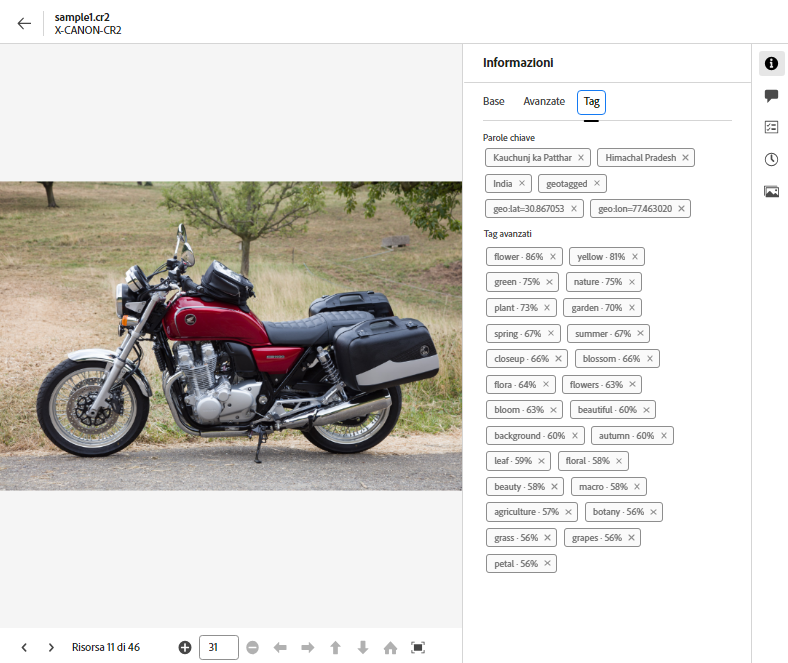 sample1.cr2
X-CANON-CR2
Informazioni
Base Avanzate Tag
Parole chiave
Kauchunj ka Patthar × Himachal Pradesh ×
India × geotagged ×
geo:lat=30.867053 × geo:lon=77.463020 ×
Tag avanzati
flower · 86% × yellow · 81% ×
green · 75% × nature · 75% ×
plant · 73% × garden · 70% ×
spring · 67% × summer · 67% ×
closeup · 66% × blossom · 66% ×
flora · 64% × flowers · 63% ×
bloom · 63% × beautiful · 60% ×
background · 60% × autumn · 60% ×
leaf · 59% × floral · 58% ×
beauty · 58% × macro · 58% ×
agriculture · 57% × botany · 56% ×
grass · 56% × grapes · 56% ×
petal · 56% ×
Risorsa 11 di 46 31